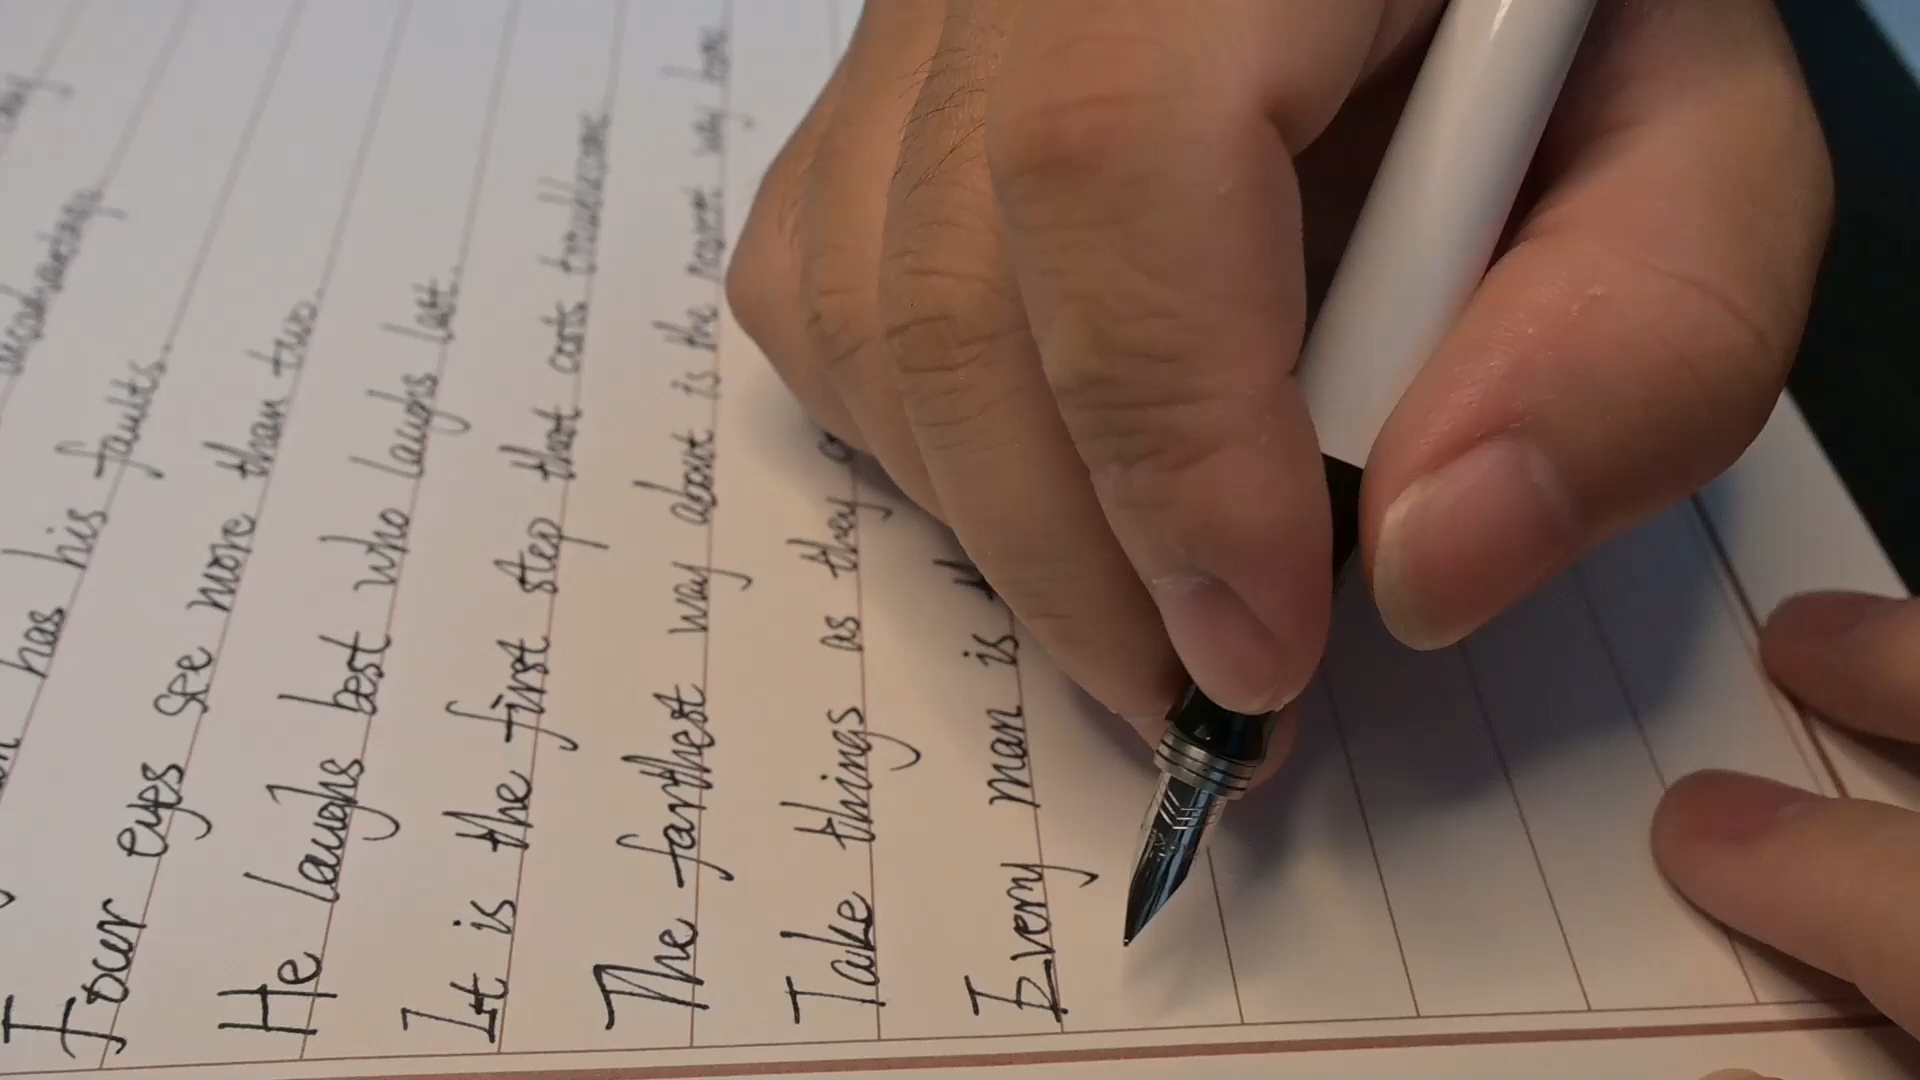 has his faults.
Four eyes see more than two.
He laughs best who laughs last.
It is the first step that costs troublesome
The farthest way about is the nearest way home
Take things as they
Every man is